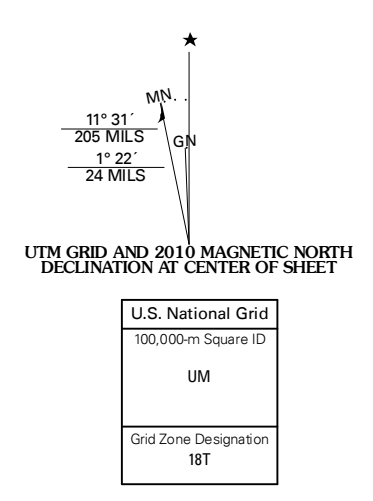 ★
MN
11° 31´
205 MILS
GN
1° 22´
24 MILS
UTM GRID AND 2010 MAGNETIC NORTH
DECLINATION AT CENTER OF SHEET
U.S. National Grid
100,000-m Square ID
UM
Grid Zone Designation
18T